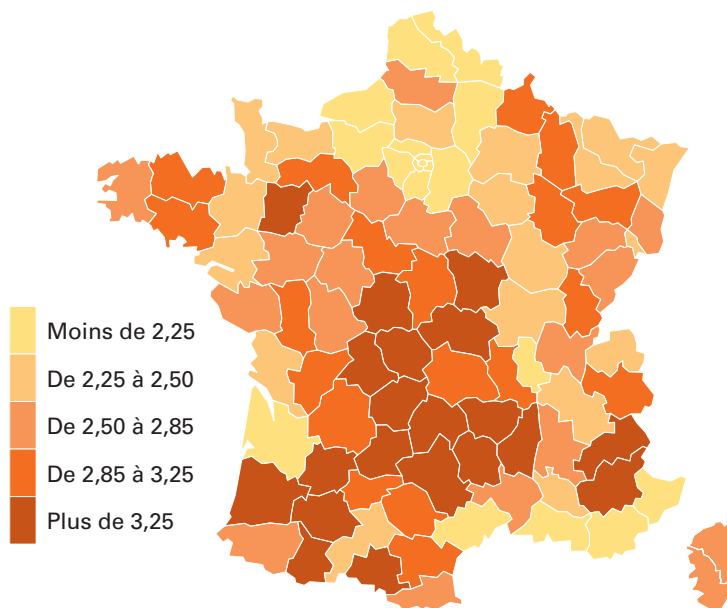 Moins de 2,25
De 2,25 à 2,50
De 2,50 à 2,85
De 2,85 à 3,25
Plus de 3,25